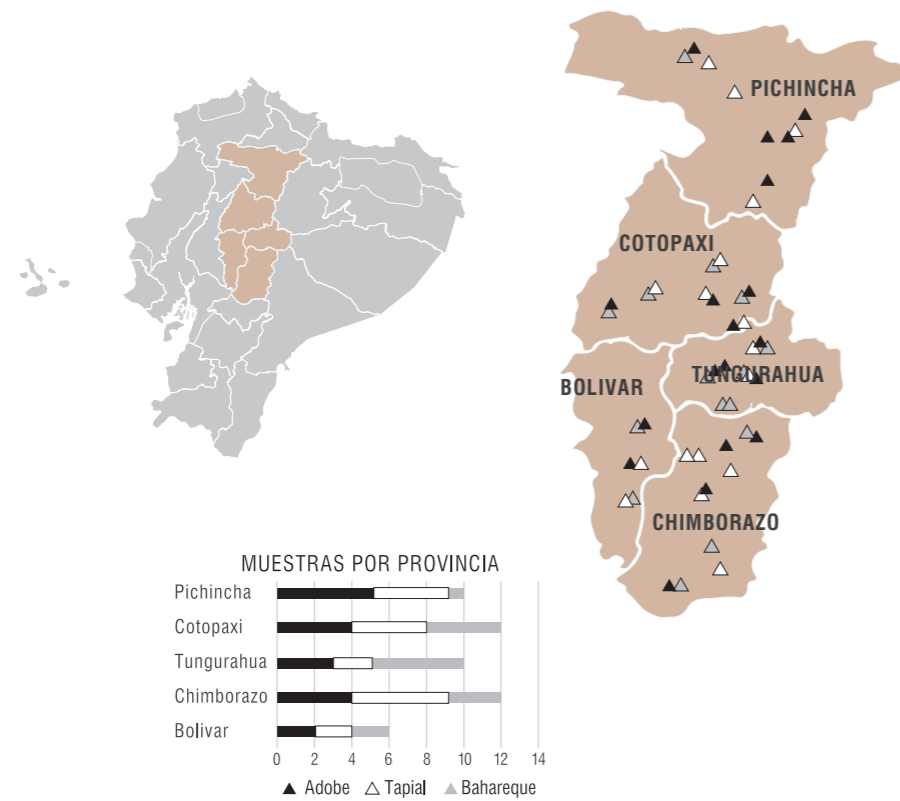 PICHINCHA
COTOPAXI
TUNGURAHUA
BOLIVAR
CHIMBORAZO
MUESTRAS POR PROVINCIA
Pichincha
Cotopaxi
Tungurahua
Chimborazo
Bolivar
0 2 4 6 8 10 12 14
Adobe Tapial Bahareque